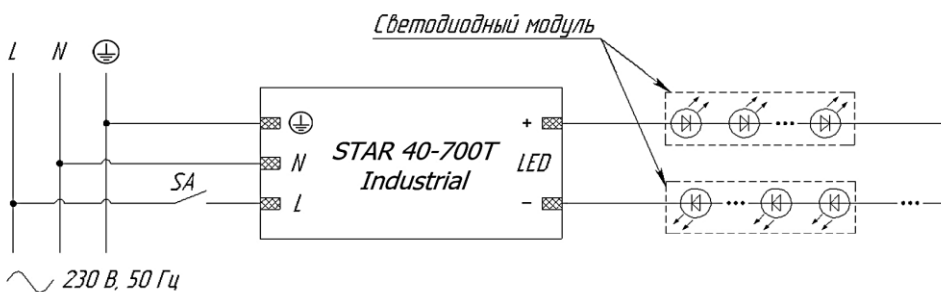 Светодиодный модуль
L N
+
N STAR 40-700T LED
SA Industrial
L −
230 В, 50 Гц